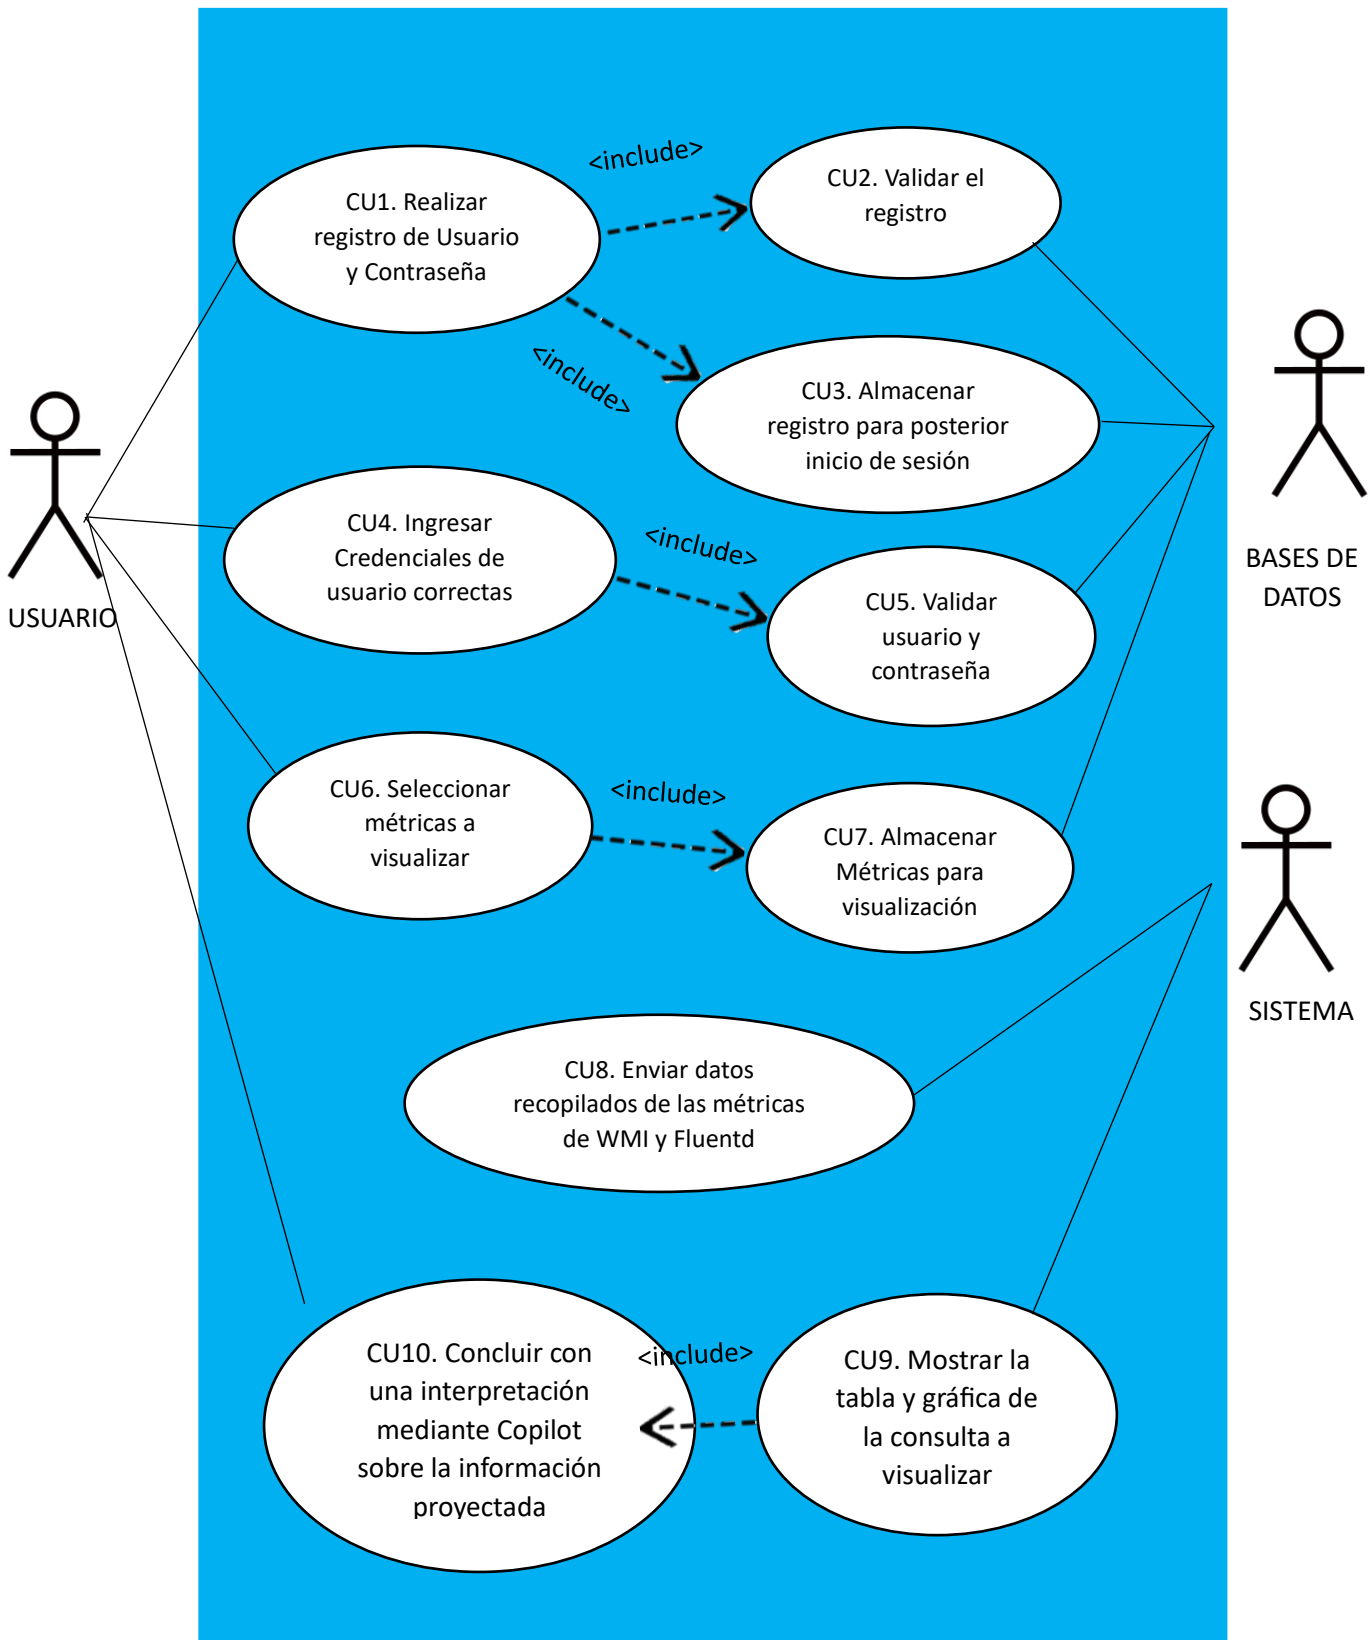 <include>
CU1. Realizar
registro de Usuario
y Contraseña
CU2. Validar el
registro
<include>
CU3. Almacenar
registro para posterior
inicio de sesión
USUARIO
BASES DE
DATOS
CU4. Ingresar
Credenciales de
usuario correctas
<include>
CU5. Validar
usuario y
contraseña
CU6. Seleccionar
métricas a
visualizar
<include>
CU7. Almacenar
Métricas para
visualización
SISTEMA
CU8. Enviar datos
recopilados de las métricas
de WMI y Fluentd
CU10. Concluir con
una interpretación
mediante Copilot
sobre la información
proyectada
<include>
CU9. Mostrar la
tabla y gráfica de
la consulta a
visualizar